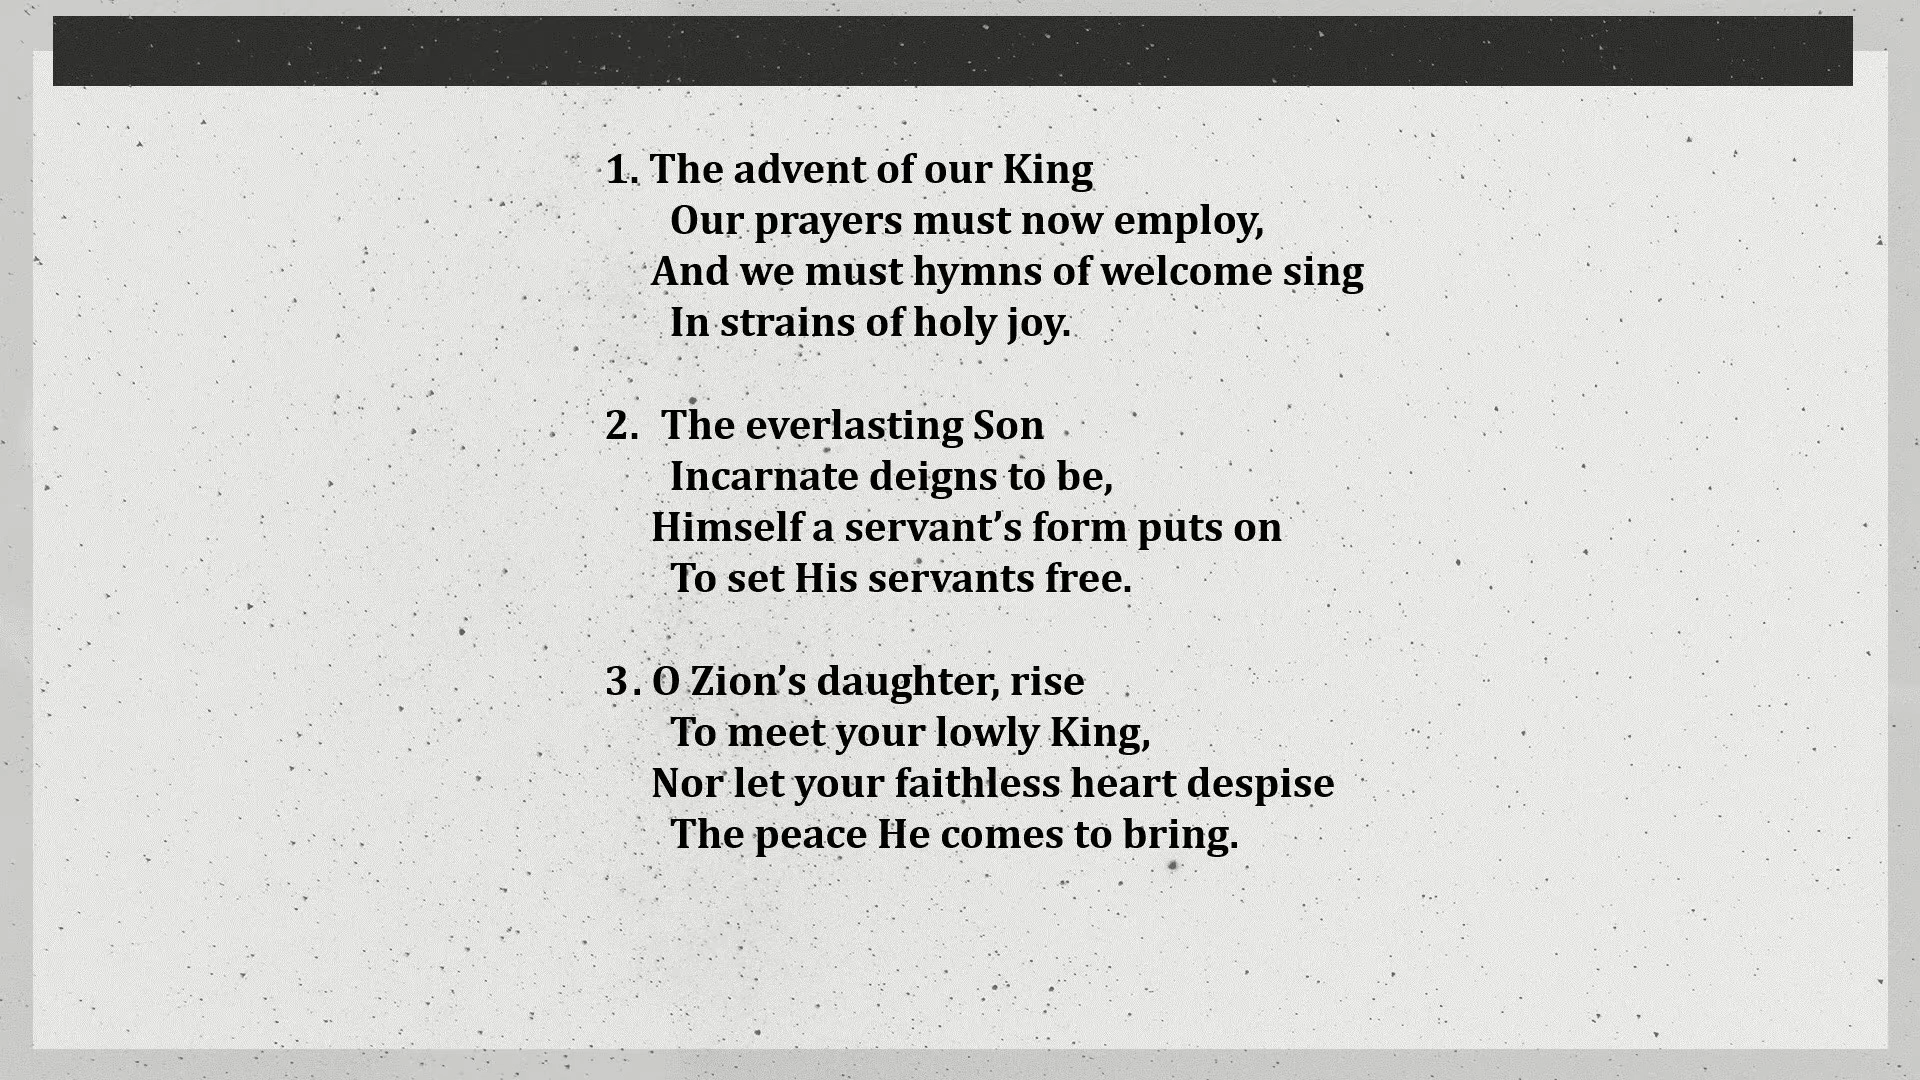 1. The advent of our King
Our prayers must now employ,
And we must hymns of welcome sing
In strains of holy joy.
2. The everlasting Son
Incarnate deigns to be,
Himself a servant’s form puts on
To set His servants free.
3. O Zion’s daughter, rise
To meet your lowly King,
Nor let your faithless heart despise
The peace He comes to bring.